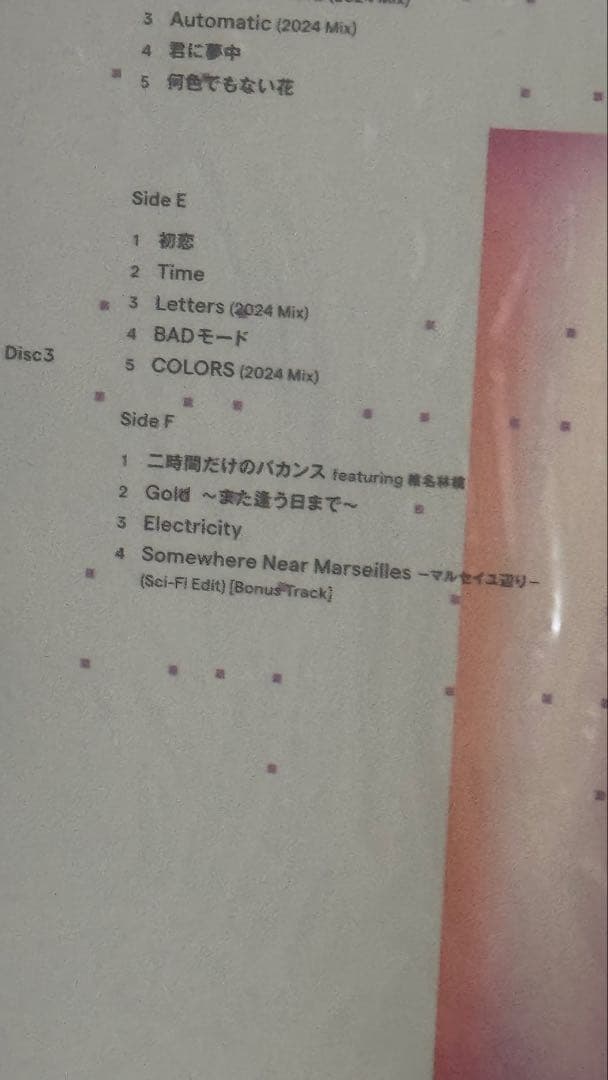 (2024 Mix)
3 Automatic (2024 Mix)
4 君に夢中
5 何色でもない花
Side E
1 初恋
2 Time
3 Letters (2024 Mix)
4 BADモード
Disc3
5 COLORS (2024 Mix)
Side F
1 二時間だけのバカンス featuring 椎名林檎
2 Gold ～また逢う日まで～
3 Electricity
4 Somewhere Near Marseilles ーマルセイユ辺りー
(Sci-Fi Edit) [Bonus Track]